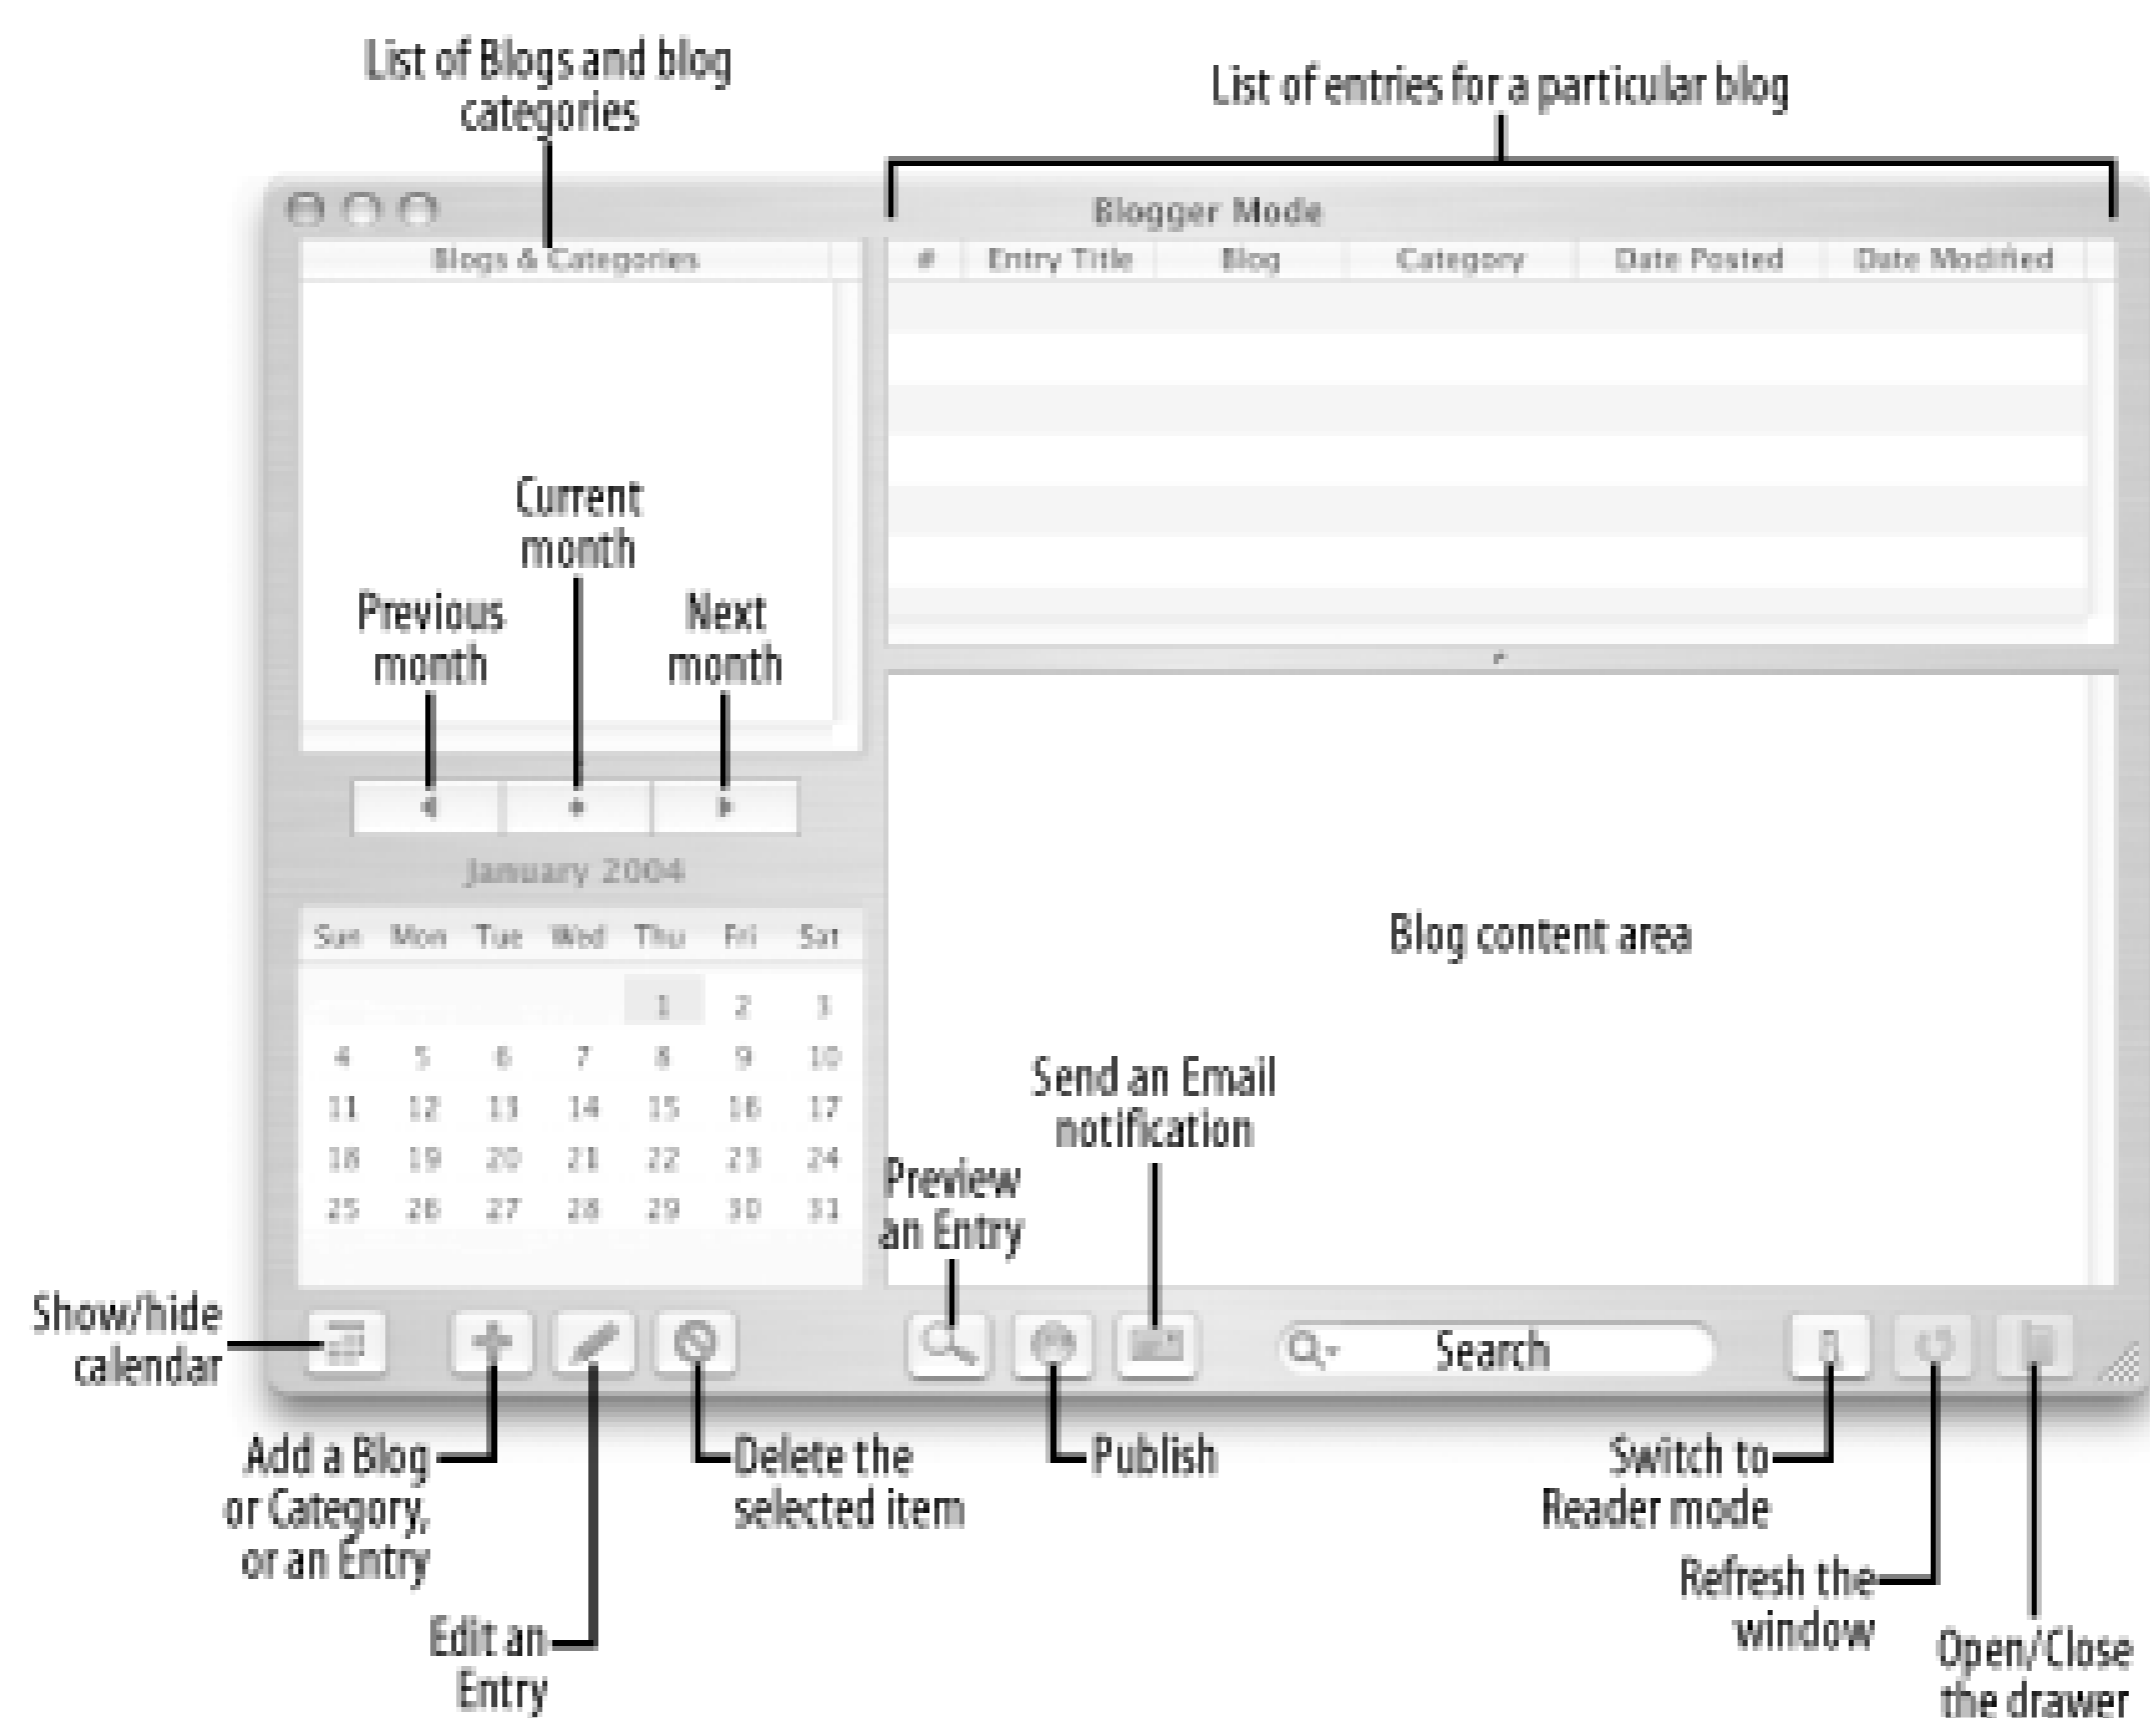 List of Blogs and blog
categories
List of entries for a particular blog
Blogger Mode
Blogs & Categories
# Entry Title Blog Category Date Posted Date Modified
Current
month
Previous
month
Next
month
January 2004
Sun Mon Tue Wed Thu Fri Sat
1 2 3
4 5 6 7 8 9 10
11 12 13 14 15 16 17
18 19 20 21 22 23 24
25 26 27 28 29 30 31
Blog content area
Send an Email
notification
Preview
an Entry
Show/hide
calendar
Search
Add a Blog
or Category,
or an Entry
Edit an
Entry
Delete the
selected item
Publish
Switch to
Reader mode
Refresh the
window
Open/Close
the drawer